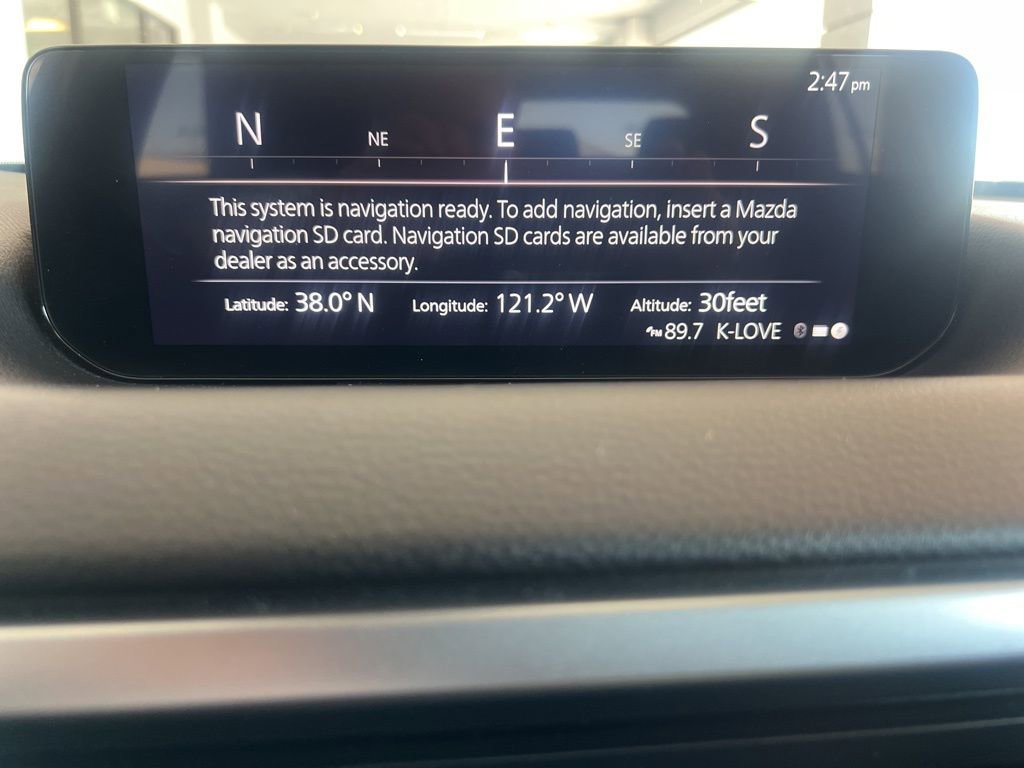 2:47 pm
N NE E SE S
This system is navigation ready. To add navigation, insert a Mazda
navigation SD card. Navigation SD cards are available from your
dealer as an accessory.
Latitude: 38.0° N Longitude: 121.2° W Altitude: 30feet
FM 89.7 K-LOVE